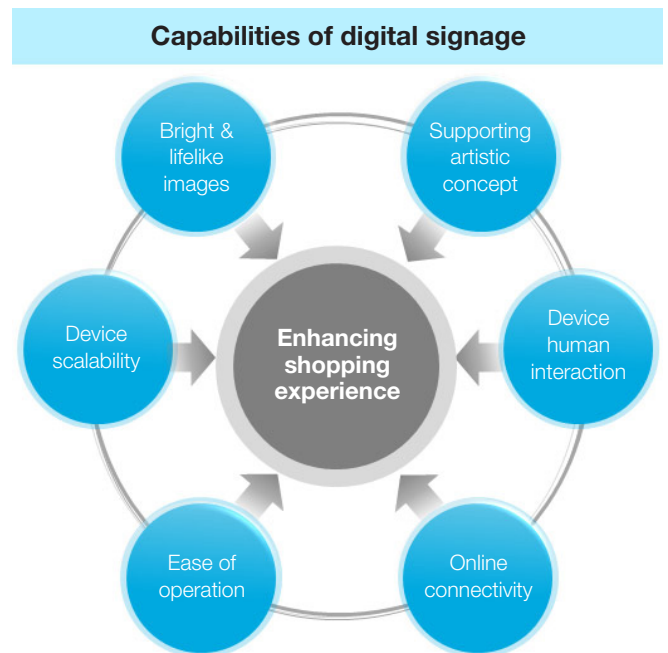 Capabilities of digital signage
Bright &
lifelike
images
Supporting
artistic
concept
Device
scalability
Enhancing
shopping
experience
Device
human
interaction
Ease of
operation
Online
connectivity